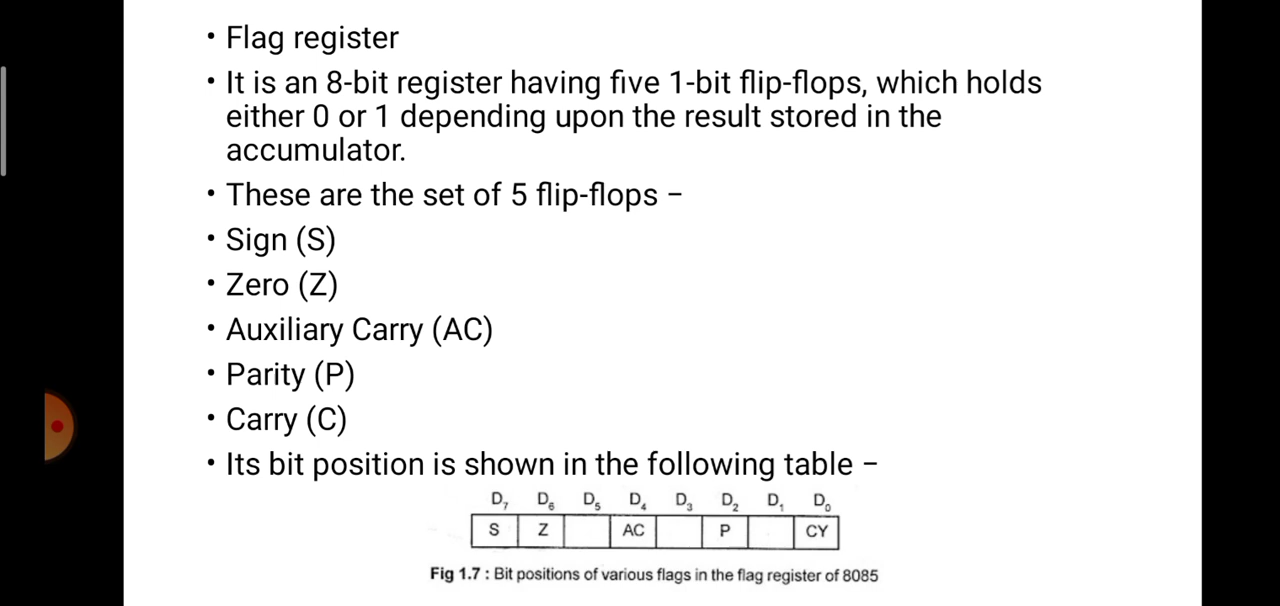 • Flag register
• It is an 8-bit register having five 1-bit flip-flops, which holds
either 0 or 1 depending upon the result stored in the
accumulator.
• These are the set of 5 flip-flops −
• Sign (S)
• Zero (Z)
• Auxiliary Carry (AC)
• Parity (P)
• Carry (C)
• Its bit position is shown in the following table −
D₇ D₆ D₅ D₄ D₃ D₂ D₁ D₀
S Z AC P CY
Fig 1.7 : Bit positions of various flags in the flag register of 8085